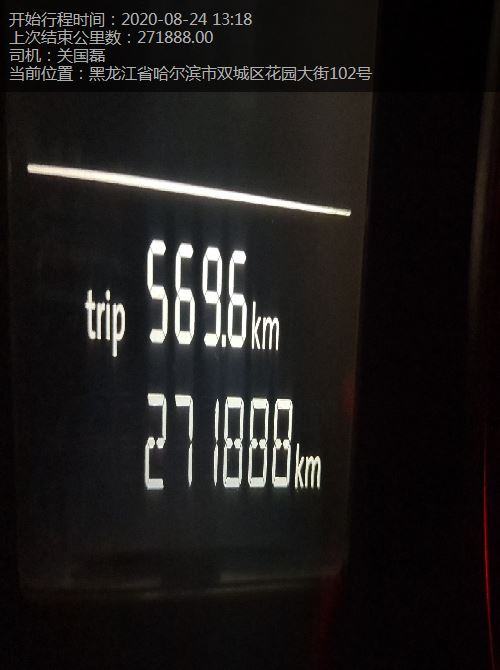 开始行程时间：2020-08-24 13:18
上次结束公里数：271888.00
司机：关国磊
当前位置：黑龙江省哈尔滨市双城区花园大街102号
trip 569.6 km
271888 km